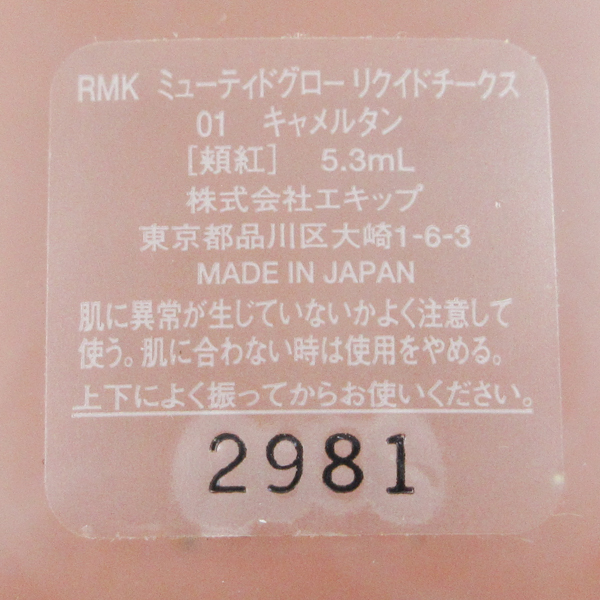 RMK ミューティドグロー リクイドチークス
01 キャメルタン
[頬紅] 5.3mL
株式会社エキップ
東京都品川区大崎1-6-3
MADE IN JAPAN
肌に異常が生じていないかよく注意して
使う。肌に合わない時は使用をやめる。
上下によく振ってからお使いください。
2981